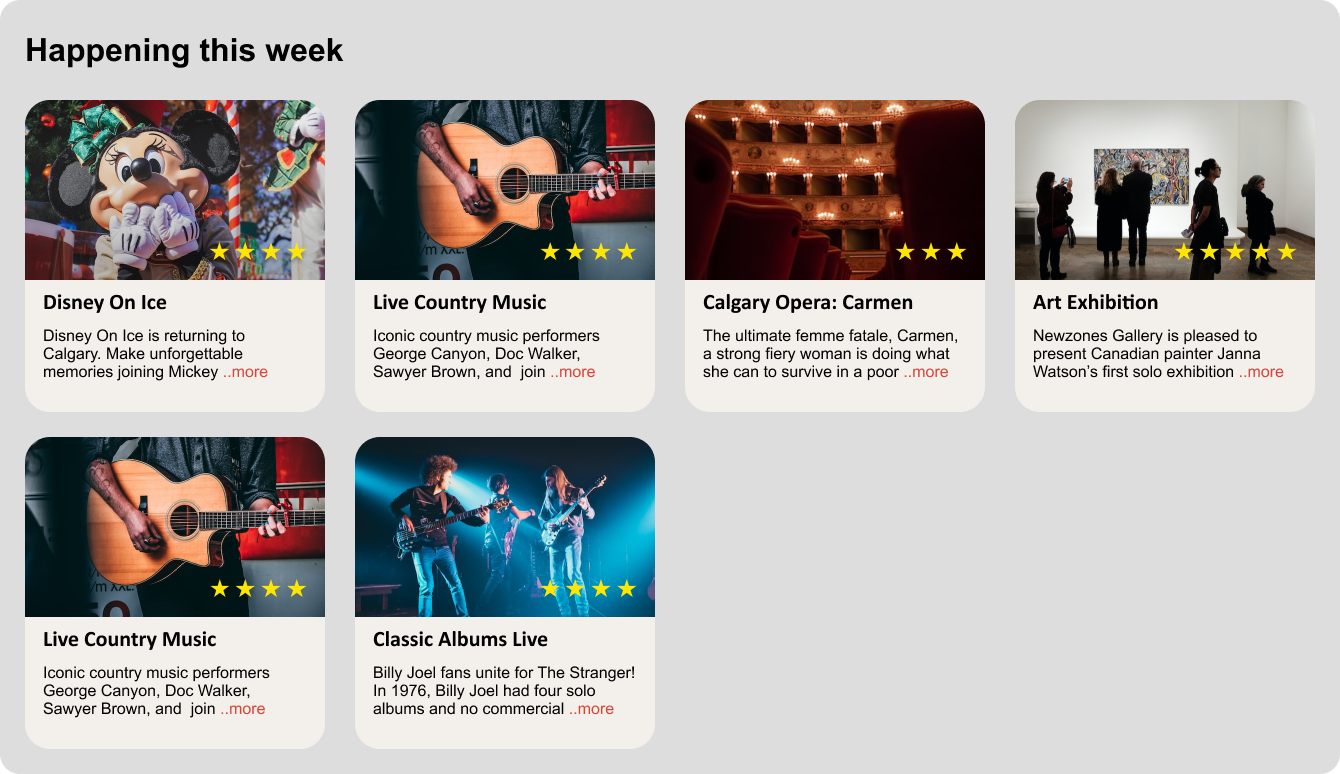 Happening this week
Disney On Ice
Disney On Ice is returning to
Calgary. Make unforgettable
memories joining Mickey ..more
Live Country Music
Iconic country music performers
George Canyon, Doc Walker,
Sawyer Brown, and  join ..more
Calgary Opera: Carmen
The ultimate femme fatale, Carmen,
a strong fiery woman is doing what
she can to survive in a poor ..more
Art Exhibition
Newzones Gallery is pleased to
present Canadian painter Janna
Watson’s first solo exhibition ..more
Live Country Music
Iconic country music performers
George Canyon, Doc Walker,
Sawyer Brown, and  join ..more
Classic Albums Live
Billy Joel fans unite for The Stranger!
In 1976, Billy Joel had four solo
albums and no commercial ..more